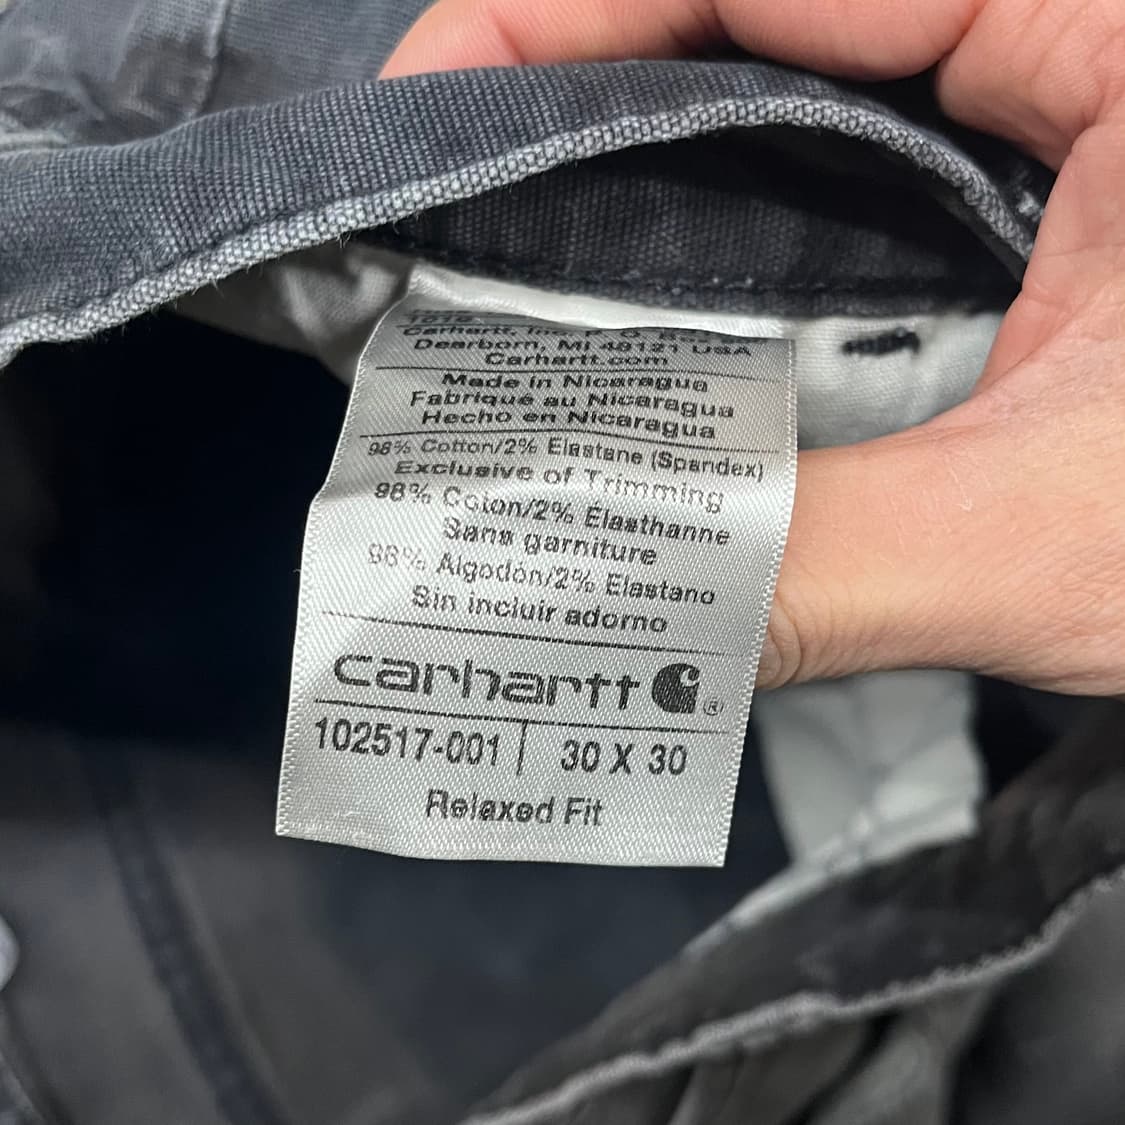 Carhartt, Inc., P. O. Box
Dearborn, MI 48121 USA
Carhartt.com
Made in Nicaragua
Fabriqué au Nicaragua
Hecho en Nicaragua
98% Cotton/2% Elastane (Spandex)
Exclusive of Trimming
98% Coton/2% Élasthanne
Sans garniture
98% Algodón/2% Elastano
Sin incluir adorno
carhartt ®
102517-001 | 30 X 30
Relaxed Fit